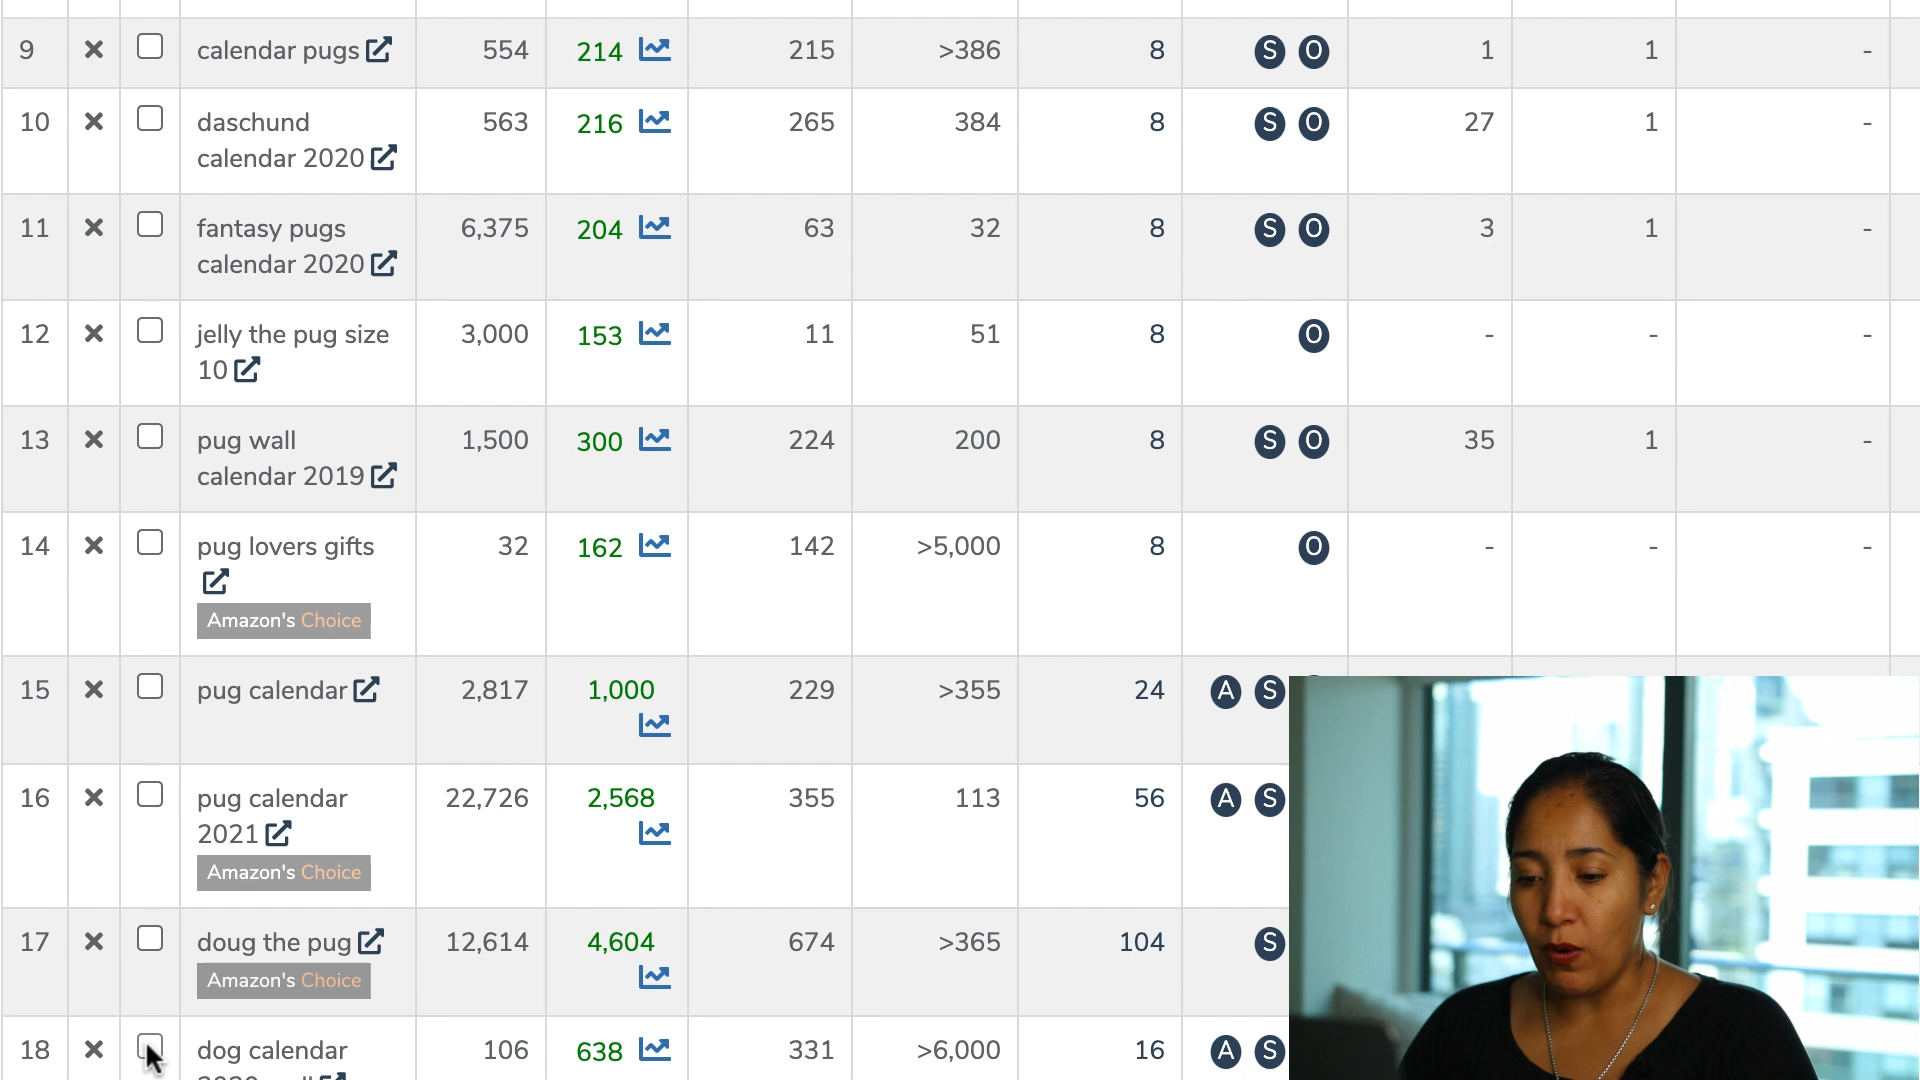 9 calendar pugs 554 214 215 >386 8 S O 1 1 -
10 daschund 563 216 265 384 8 S O 27 1 -
calendar 2020
11 fantasy pugs 6,375 204 63 32 8 S O 3 1 -
calendar 2020
12 jelly the pug size 3,000 153 11 51 8 O - - -
10
13 pug wall 1,500 300 224 200 8 S O 35 1 -
calendar 2019
14 pug lovers gifts 32 162 142 >5,000 8 O - - -
Amazon's Choice
15 pug calendar 2,817 1,000 229 >355 24 A S
16 pug calendar 22,726 2,568 355 113 56 A S
2021
Amazon's Choice
17 doug the pug 12,614 4,604 674 >365 104 S
Amazon's Choice
18 dog calendar 106 638 331 >6,000 16 A S